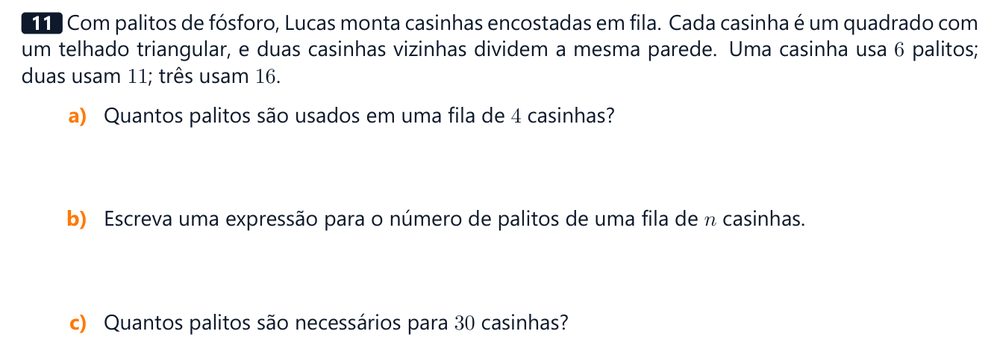 11 Com palitos de fósforo, Lucas monta casinhas encostadas em fila. Cada casinha é um quadrado com
um telhado triangular, e duas casinhas vizinhas dividem a mesma parede. Uma casinha usa 6 palitos;
duas usam 11; três usam 16.
a) Quantos palitos são usados em uma fila de 4 casinhas?
b) Escreva uma expressão para o número de palitos de uma fila de n casinhas.
c) Quantos palitos são necessários para 30 casinhas?